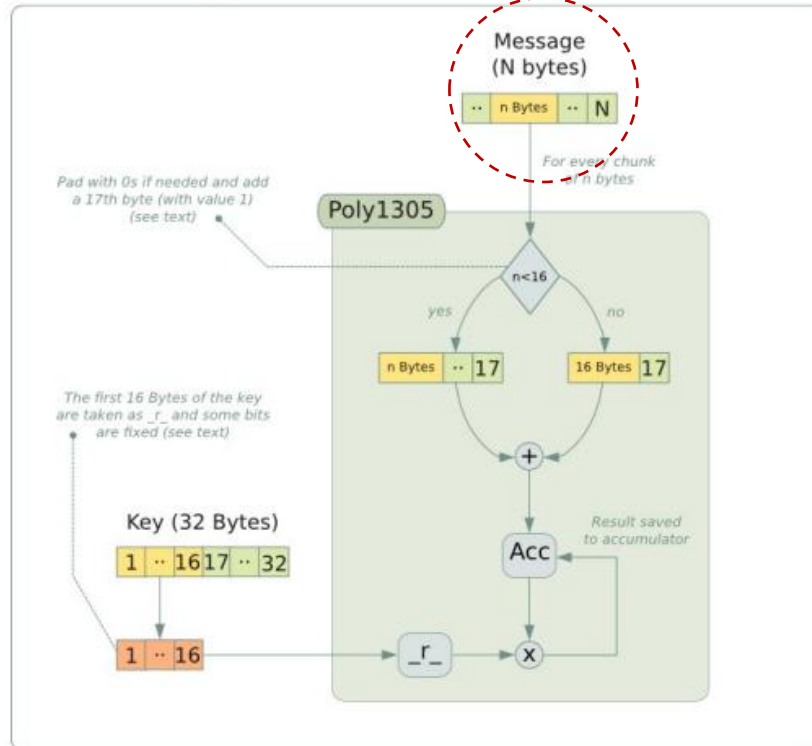 Message
(N bytes)
·· n Bytes ·· N
For every chunk
of n bytes
Pad with 0s if needed and add
a 17th byte (with value 1)
(see text)
Poly1305
n<16
yes
no
n Bytes ·· 17
16 Bytes 17
The first 16 Bytes of the key
are taken as _r_ and some bits
are fixed (see text)
+
Key (32 Bytes)
Result saved
to accumulator
Acc
1 ·· 16 17 ·· 32
1 ·· 16
_r_
x